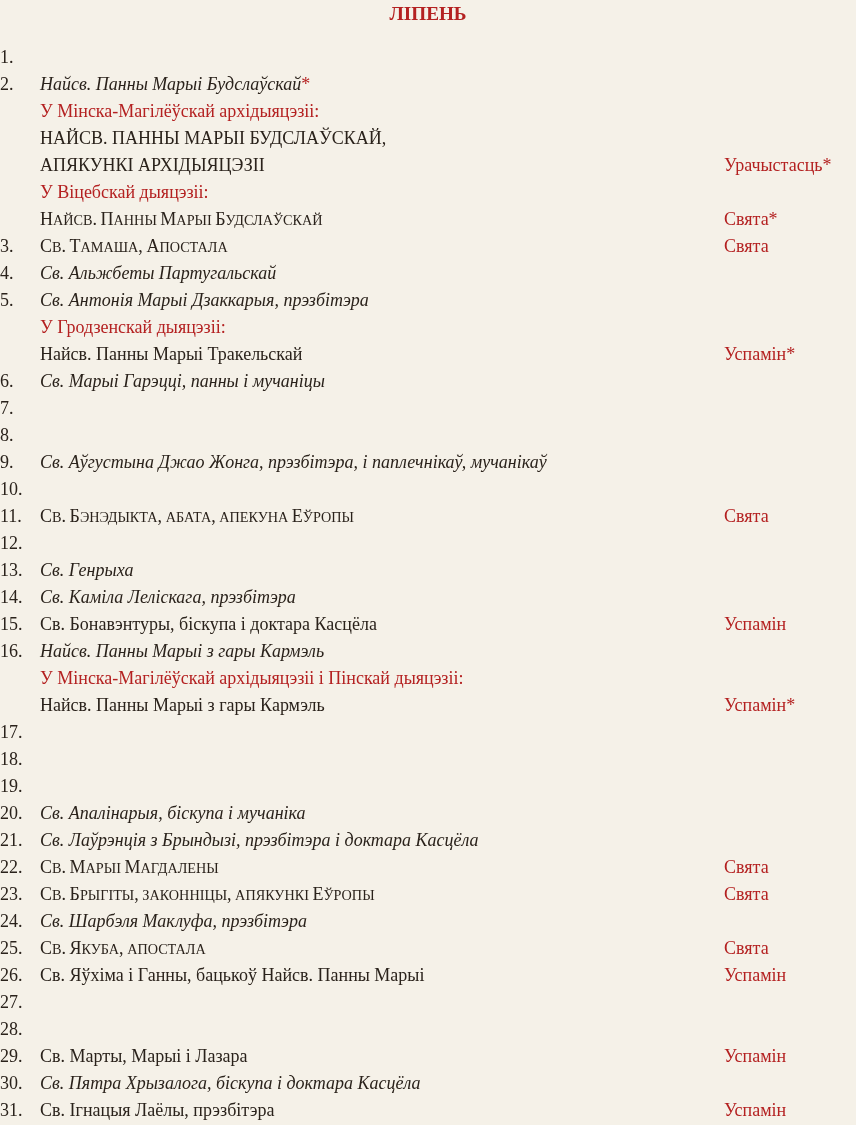 ЛІПЕНЬ
1.
2. Найсв. Панны Марыі Будслаўскай*
У Мінска-Магілёўскай архідыяцэзіі:
НАЙСВ. ПАННЫ МАРЫІ БУДСЛАЎСКАЙ,
АПЯКУНКІ АРХІДЫЯЦЭЗІІ Урачыстасць*
У Віцебскай дыяцэзіі:
Найсв. Панны Марыі Будслаўскай Свята*
3. Св. Тамаша, Апостала Свята
4. Св. Альжбеты Партугальскай
5. Св. Антонія Марыі Дзаккарыя, прэзбітэра
У Гродзенскай дыяцэзіі:
Найсв. Панны Марыі Тракельскай Успамін*
6. Св. Марыі Гарэцці, панны і мучаніцы
7.
8.
9. Св. Аўгустына Джао Жонга, прэзбітэра, і паплечнікаў, мучанікаў
10.
11. Св. Бэнэдыкта, абата, апекуна Еўропы Свята
12.
13. Св. Генрыха
14. Св. Каміла Леліскага, прэзбітэра
15. Св. Бонавэнтуры, біскупа і доктара Касцёла Успамін
16. Найсв. Панны Марыі з гары Кармэль
У Мінска-Магілёўскай архідыяцэзіі і Пінскай дыяцэзіі:
Найсв. Панны Марыі з гары Кармэль Успамін*
17.
18.
19.
20. Св. Апалінарыя, біскупа і мучаніка
21. Св. Лаўрэнція з Брындызі, прэзбітэра і доктара Касцёла
22. Св. Марыі Магдалены Свята
23. Св. Брыгіты, законніцы, апякункі Еўропы Свята
24. Св. Шарбэля Маклуфа, прэзбітэра
25. Св. Якуба, апостала Свята
26. Св. Яўхіма і Ганны, бацькоў Найсв. Панны Марыі Успамін
27.
28.
29. Св. Марты, Марыі і Лазара Успамін
30. Св. Пятра Хрызалога, біскупа і доктара Касцёла
31. Св. Ігнацыя Лаёлы, прэзбітэра Успамін